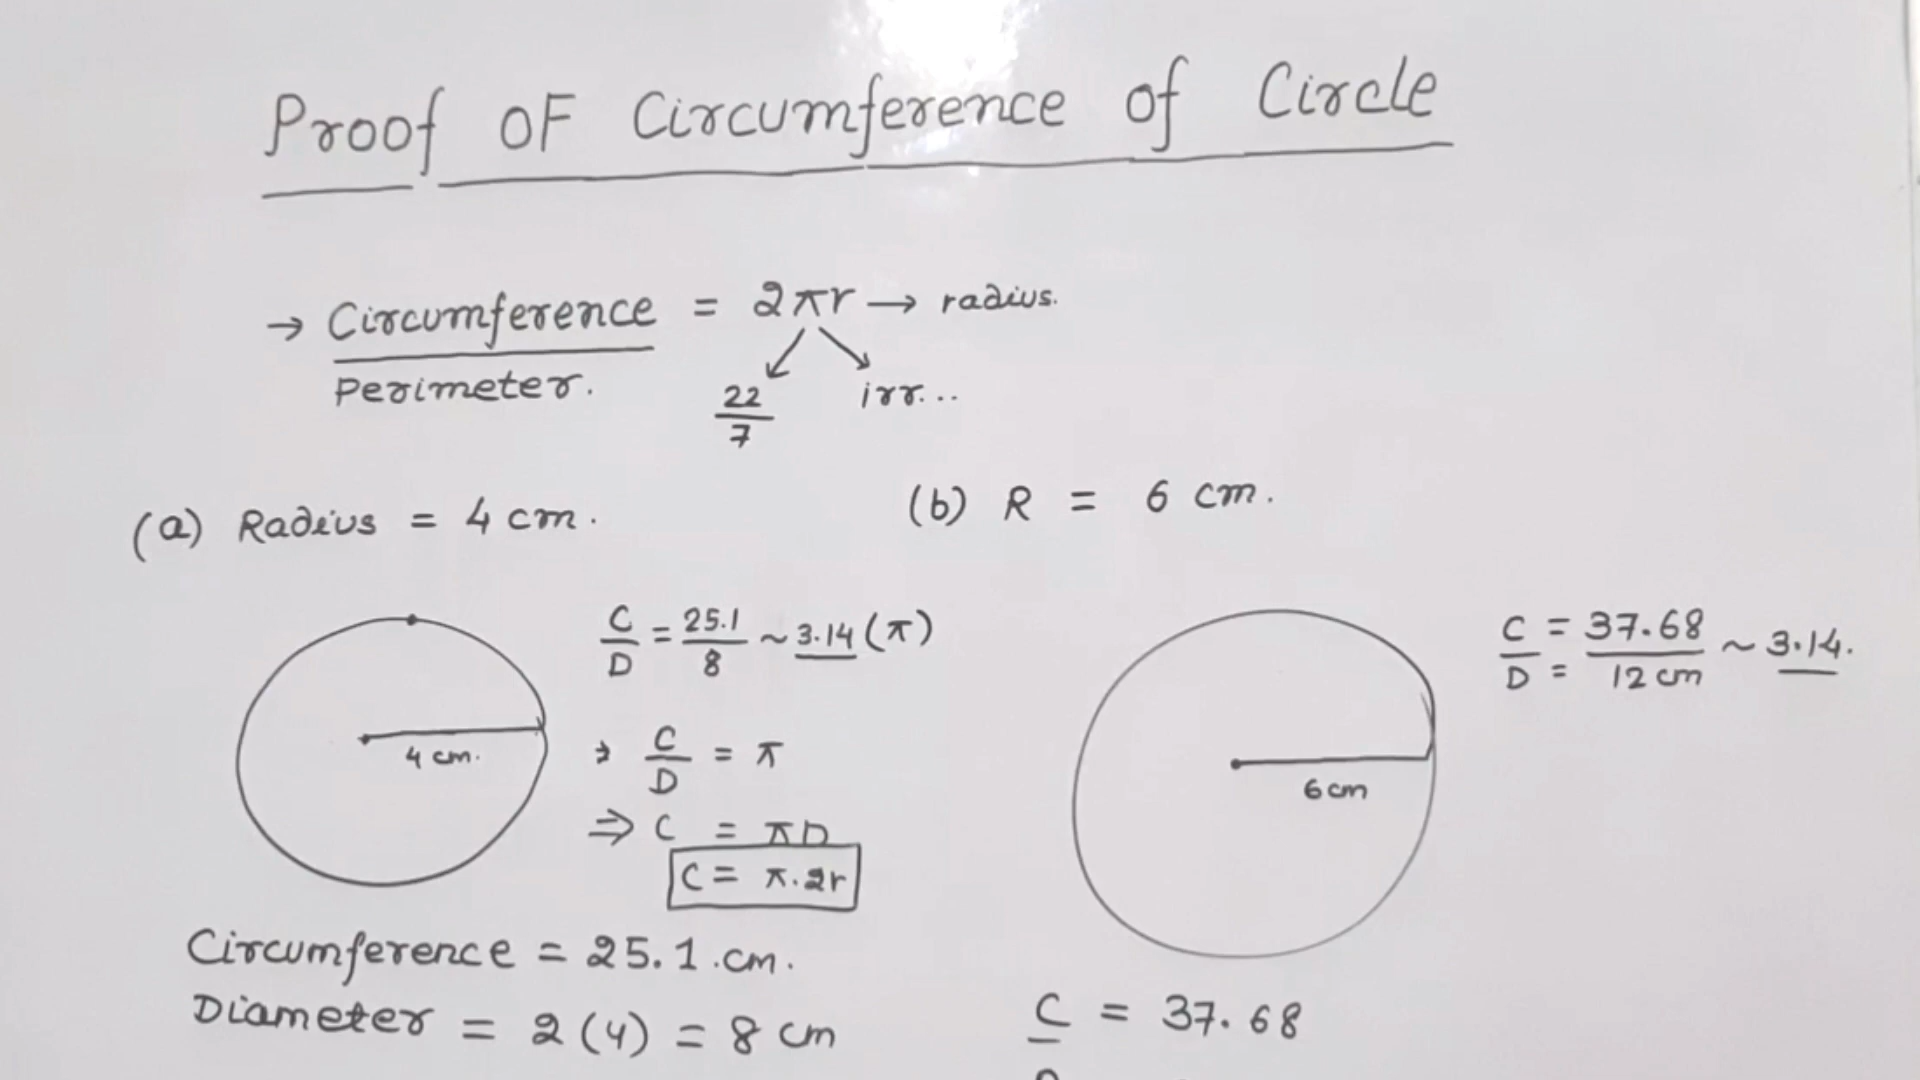 Proof OF Circumference of Circle
→ Circumference = 2πr → radius.
Perimeter.
22/7
irr...
(a) Radius = 4 cm.
C/D = 25.1/8 ~ 3.14 (π)
4 cm.
→ C/D = π
⇒ C = πD
C = π.2r
Circumference = 25.1 .cm.
Diameter = 2 (4) = 8 cm
(b) R = 6 cm.
C/D = = 37.68/12 cm ~ 3.14.
6 cm
C = 37.68